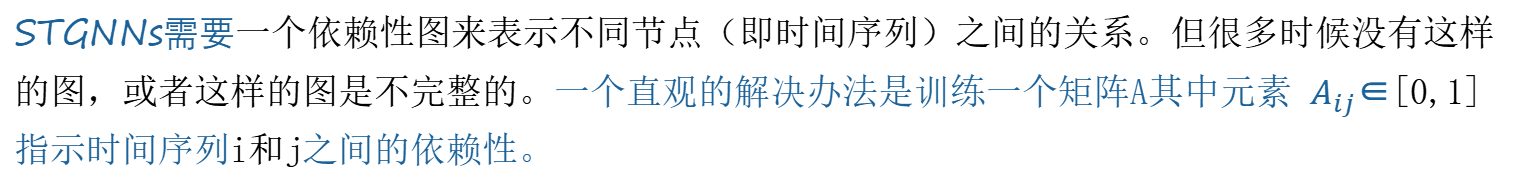 STGNNs需要一个依赖性图来表示不同节点（即时间序列）之间的关系。但很多时候没有这样
的图，或者这样的图是不完整的。一个直观的解决办法是训练一个矩阵A其中元素 A_{ij}∈[0,1]
指示时间序列i和j之间的依赖性。